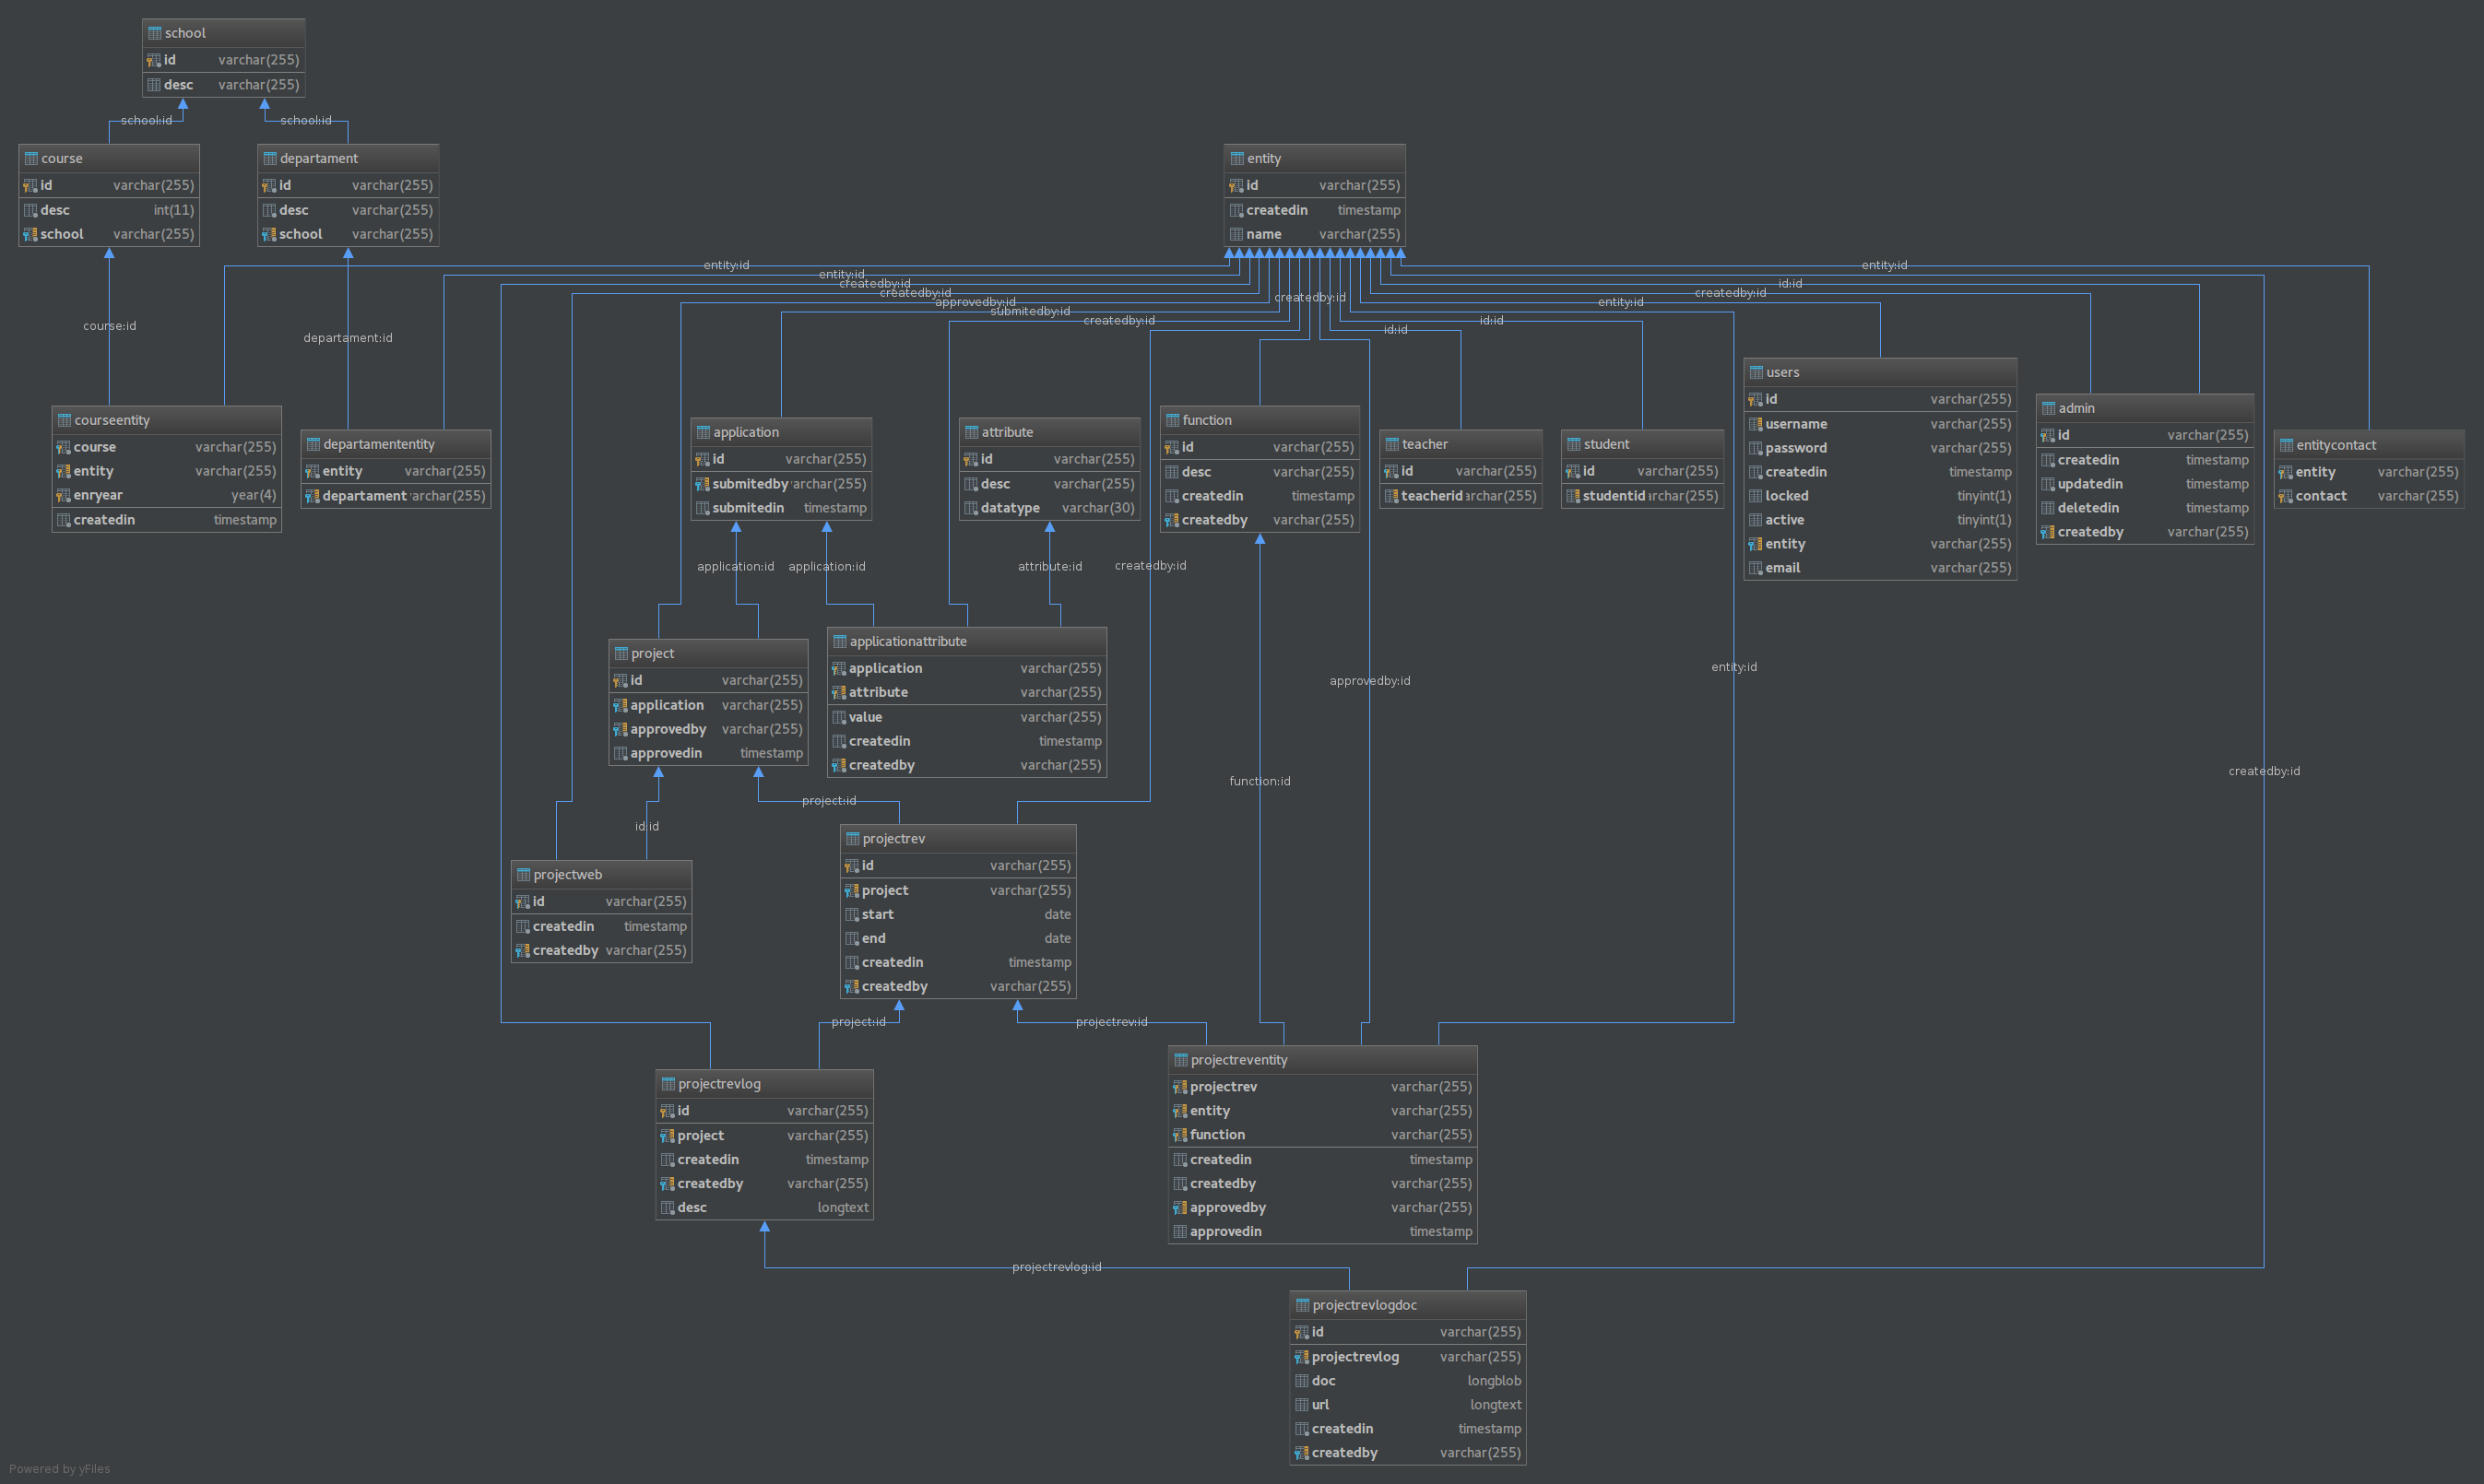 school
id varchar(255)
desc varchar(255)
school:id
school:id
course
id varchar(255)
desc int(11)
school varchar(255)
departament
id varchar(255)
desc varchar(255)
school varchar(255)
entity
id varchar(255)
createdin timestamp
name varchar(255)
entity:id
entity:id
createdby:id
createdby:id
approvedby:id
submitedby:id
createdby:id
createdby:id
id:id
id:id
entity:id
createdby:id
id:id
entity:id
course:id
departament:id
courseentity
course varchar(255)
entity varchar(255)
enryear year(4)
createdin timestamp
departamententity
entity varchar(255)
departament varchar(255)
application
id varchar(255)
submitedby varchar(255)
submitedin timestamp
attribute
id varchar(255)
desc varchar(255)
datatype varchar(30)
function
id varchar(255)
desc varchar(255)
createdin timestamp
createdby varchar(255)
teacher
id varchar(255)
teacherid archar(255)
student
id varchar(255)
studentid archar(255)
users
id varchar(255)
username varchar(255)
password varchar(255)
createdin timestamp
locked tinyint(1)
active tinyint(1)
entity varchar(255)
email varchar(255)
admin
id varchar(255)
createdin timestamp
updatedin timestamp
deletedin timestamp
createdby varchar(255)
entitycontact
entity varchar(255)
contact varchar(255)
application:id
application:id
attribute:id
createdby:id
project
id varchar(255)
application varchar(255)
approvedby varchar(255)
approvedin timestamp
applicationattribute
application varchar(255)
attribute varchar(255)
value varchar(255)
createdin timestamp
createdby varchar(255)
entity:id
approvedby:id
function:id
createdby:id
project:id
id:id
projectweb
id varchar(255)
createdin timestamp
createdby varchar(255)
projectrev
id varchar(255)
project varchar(255)
start date
end date
createdin timestamp
createdby varchar(255)
project:id
projectrev:id
projectrevlog
id varchar(255)
project varchar(255)
createdin timestamp
createdby varchar(255)
desc longtext
projectreventity
projectrev varchar(255)
entity varchar(255)
function varchar(255)
createdin timestamp
createdby varchar(255)
approvedby varchar(255)
approvedin timestamp
projectrevlog:id
projectrevlogdoc
id varchar(255)
projectrevlog varchar(255)
doc longblob
url longtext
createdin timestamp
createdby varchar(255)
Powered by yFiles